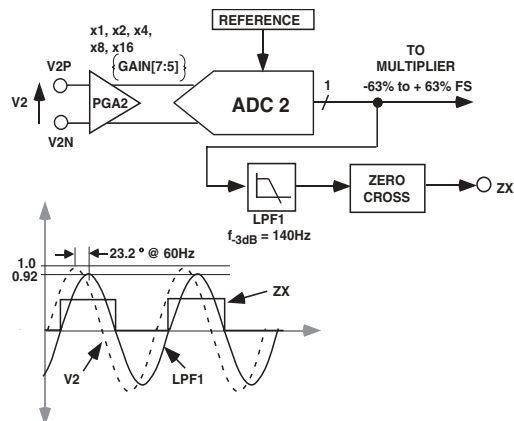 REFERENCE
x1, x2, x4,
x8, x16
{GAIN[7:5]}
V2P
V2
V2N
PGA2
ADC 2
1
TO
MULTIPLIER
-63% to + 63% FS
LPF1
f-3dB = 140Hz
ZERO
CROSS
ZX
23.2° @ 60Hz
1.0
0.92
ZX
V2
LPF1